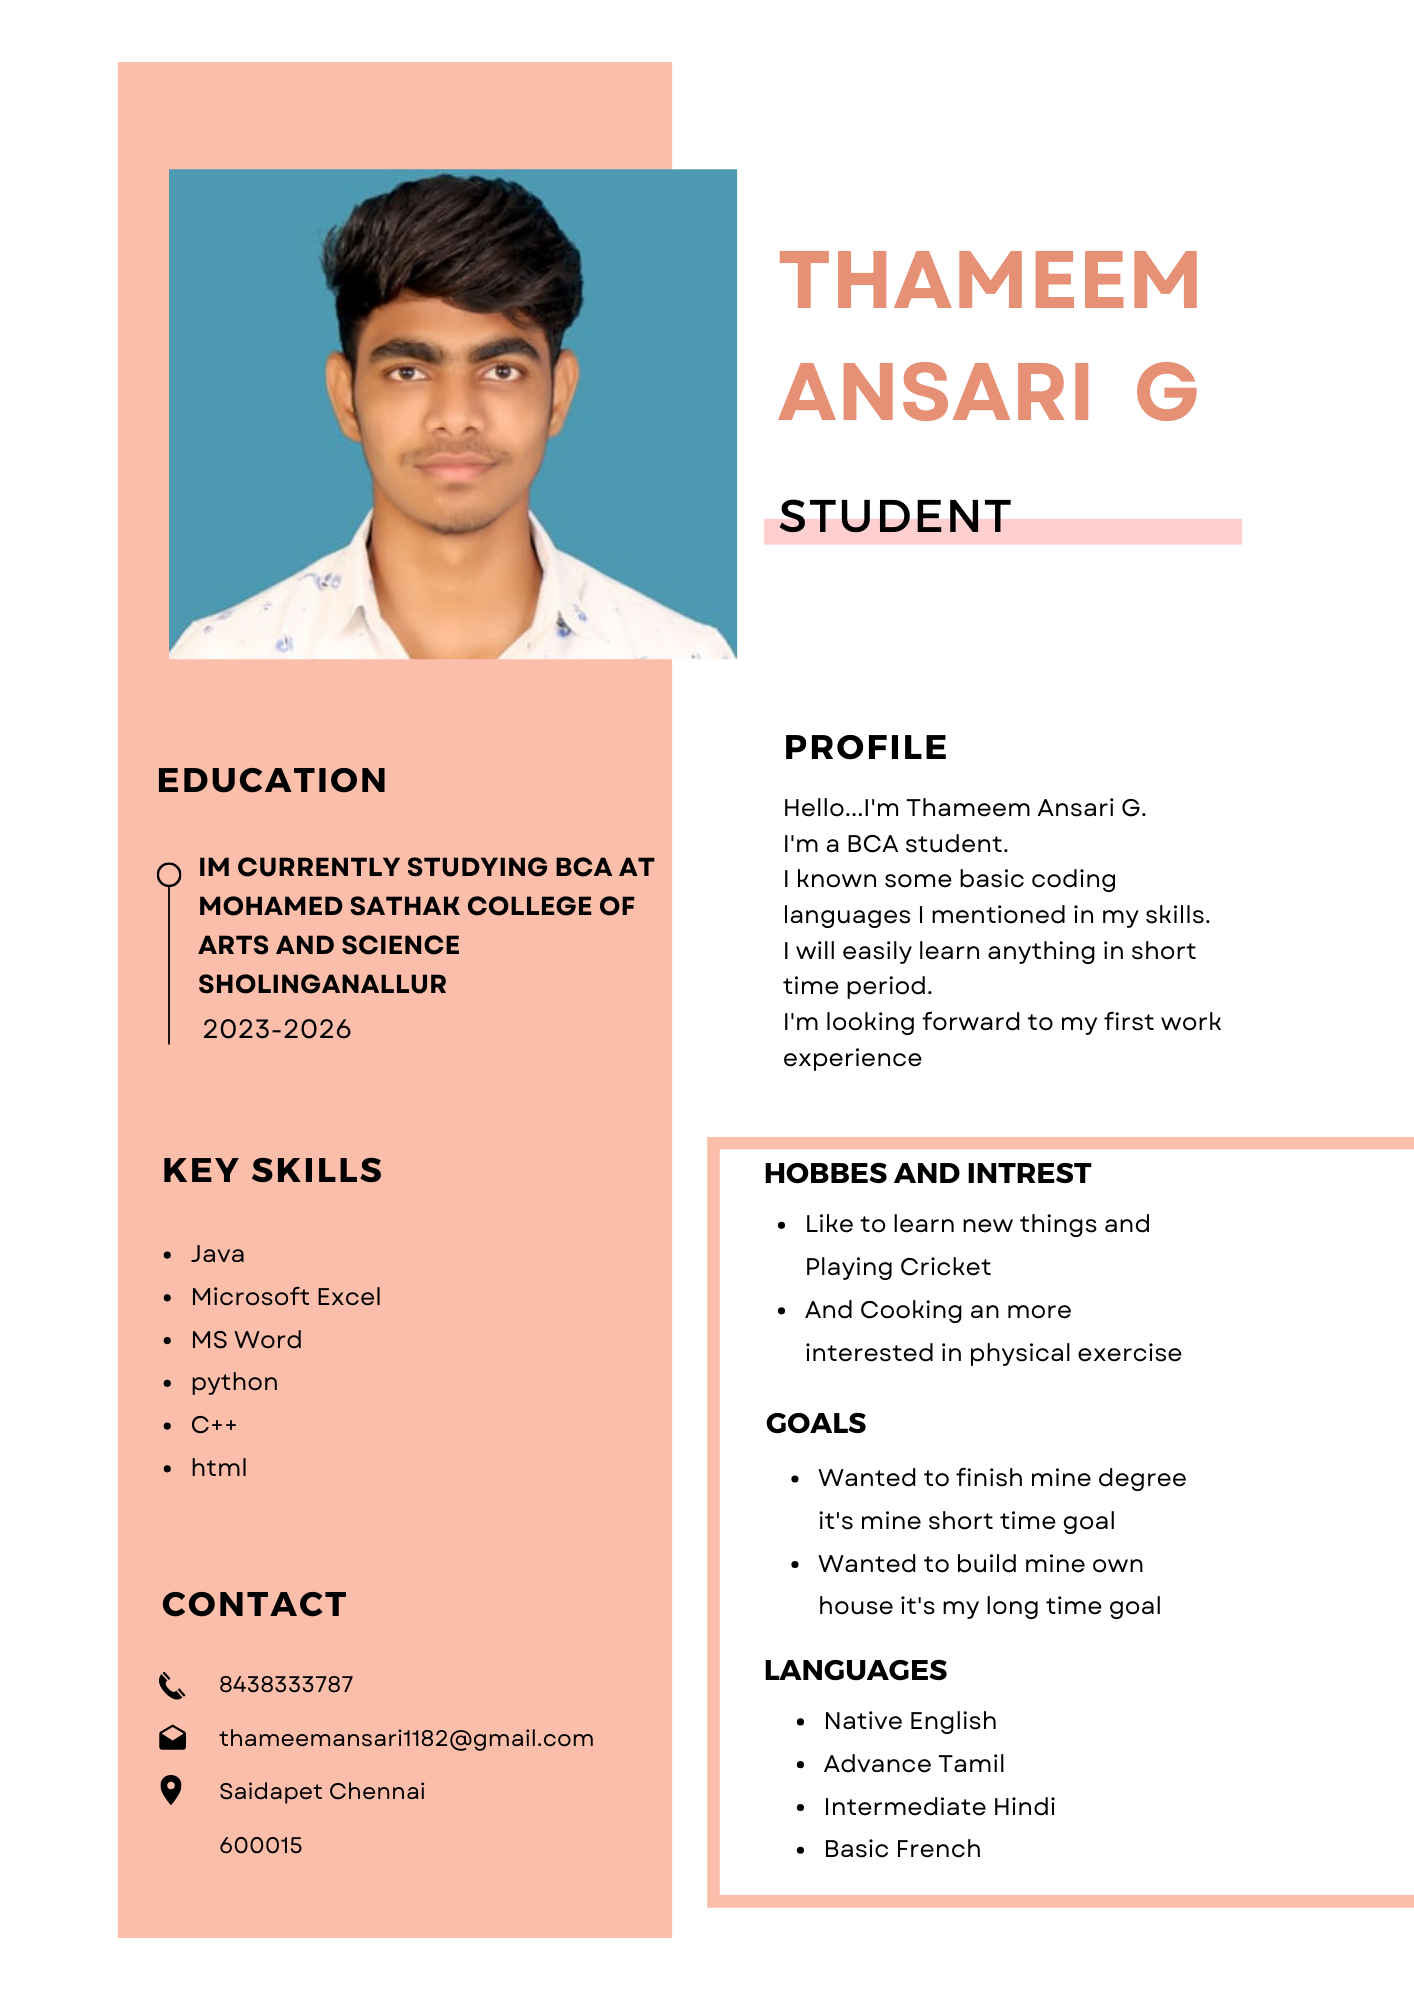 THAMEEM
ANSARI G
STUDENT
EDUCATION
IM CURRENTLY STUDYING BCA AT
MOHAMED SATHAK COLLEGE OF
ARTS AND SCIENCE
SHOLINGANALLUR
2023-2026
KEY SKILLS
Java
Microsoft Excel
MS Word
python
C++
html
CONTACT
8438333787
thameemansari1182@gmail.com
Saidapet Chennai
600015
PROFILE
Hello...I'm Thameem Ansari G.
I'm a BCA student.
I known some basic coding
languages I mentioned in my skills.
I will easily learn anything in short
time period.
I'm looking forward to my first work
experience
HOBBES AND INTREST
Like to learn new things and
Playing Cricket
And Cooking an more
interested in physical exercise
GOALS
Wanted to finish mine degree
it's mine short time goal
Wanted to build mine own
house it's my long time goal
LANGUAGES
Native English
Advance Tamil
Intermediate Hindi
Basic French